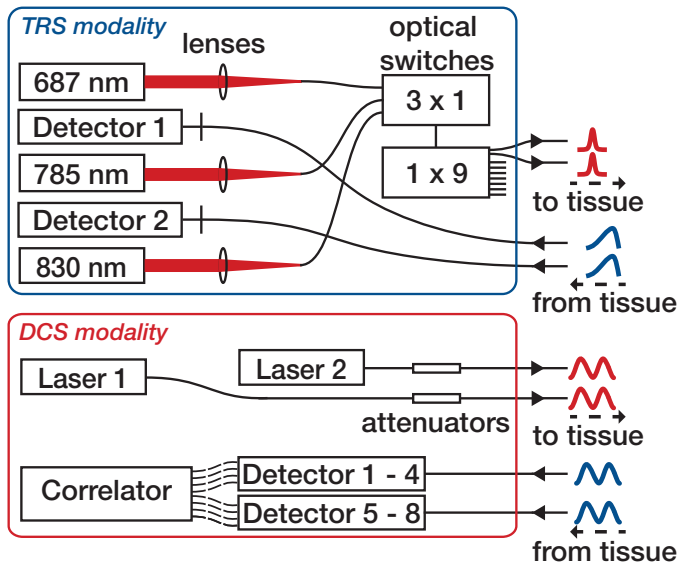 TRS modality
lenses
optical
switches
687 nm
3 x 1
Detector 1
785 nm
1 x 9
to tissue
Detector 2
830 nm
from tissue
DCS modality
Laser 1
Laser 2
attenuators
to tissue
Correlator
Detector 1 - 4
Detector 5 - 8
from tissue